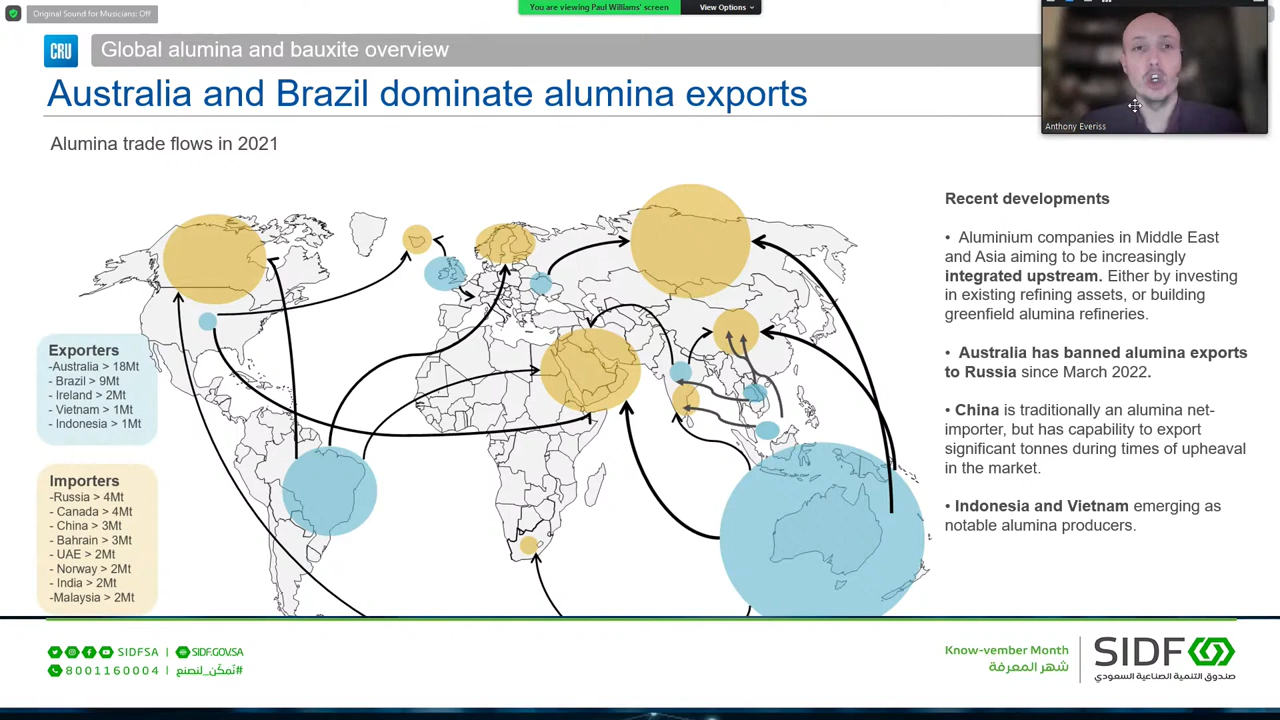 Original Sound for Musicians: Off
You are viewing Paul Williams' screen
View Options
CRU
Global alumina and bauxite overview
Australia and Brazil dominate alumina exports
Anthony Everiss
Alumina trade flows in 2021
Exporters
-Australia > 18Mt
- Brazil > 9Mt
- Ireland > 2Mt
- Vietnam > 1Mt
- Indonesia > 1Mt
Importers
-Russia > 4Mt
- Canada > 4Mt
- China > 3Mt
- Bahrain > 3Mt
- UAE > 2Mt
- Norway > 2Mt
- India > 2Mt
-Malaysia > 2Mt
Recent developments
• Aluminium companies in Middle East
and Asia aiming to be increasingly
integrated upstream. Either by investing
in existing refining assets, or building
greenfield alumina refineries.
• Australia has banned alumina exports
to Russia since March 2022.
• China is traditionally an alumina net-
importer, but has capability to export
significant tonnes during times of upheaval
in the market.
• Indonesia and Vietnam emerging as
notable alumina producers.
SIDFSA | SIDF.GOV.SA
8001160004 | #نُمكّن_لنصنع
Know-vember Month
شهر المعرفة
SIDF
صندوق التنمية الصناعية السعودي